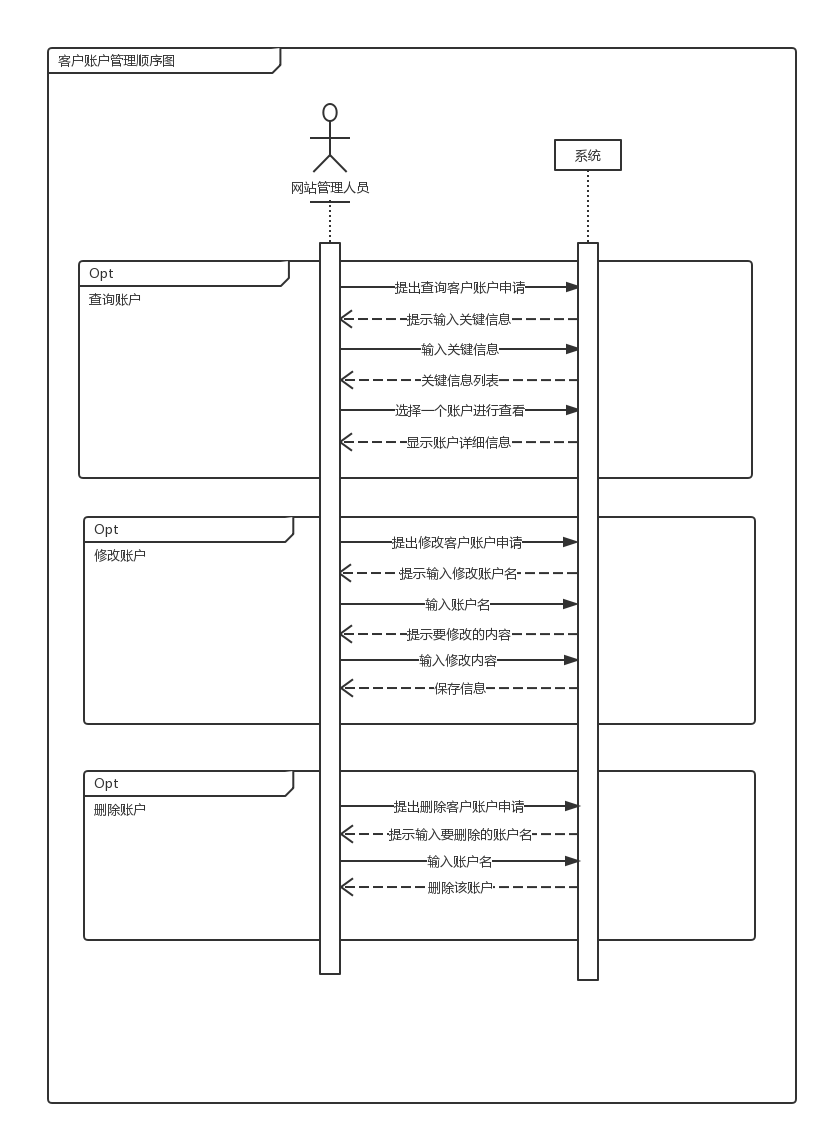 客户账户管理顺序图
网站管理人员
系统
Opt
查询账户
提出查询客户账户申请
提示输入关键信息
输入关键信息
关键信息列表
选择一个账户进行查看
显示账户详细信息
Opt
修改账户
提出修改客户账户申请
提示输入修改账户名
输入账户名
提示要修改的内容
输入修改内容
保存信息
Opt
删除账户
提出删除客户账户申请
提示输入要删除的账户名
输入账户名
删除该账户